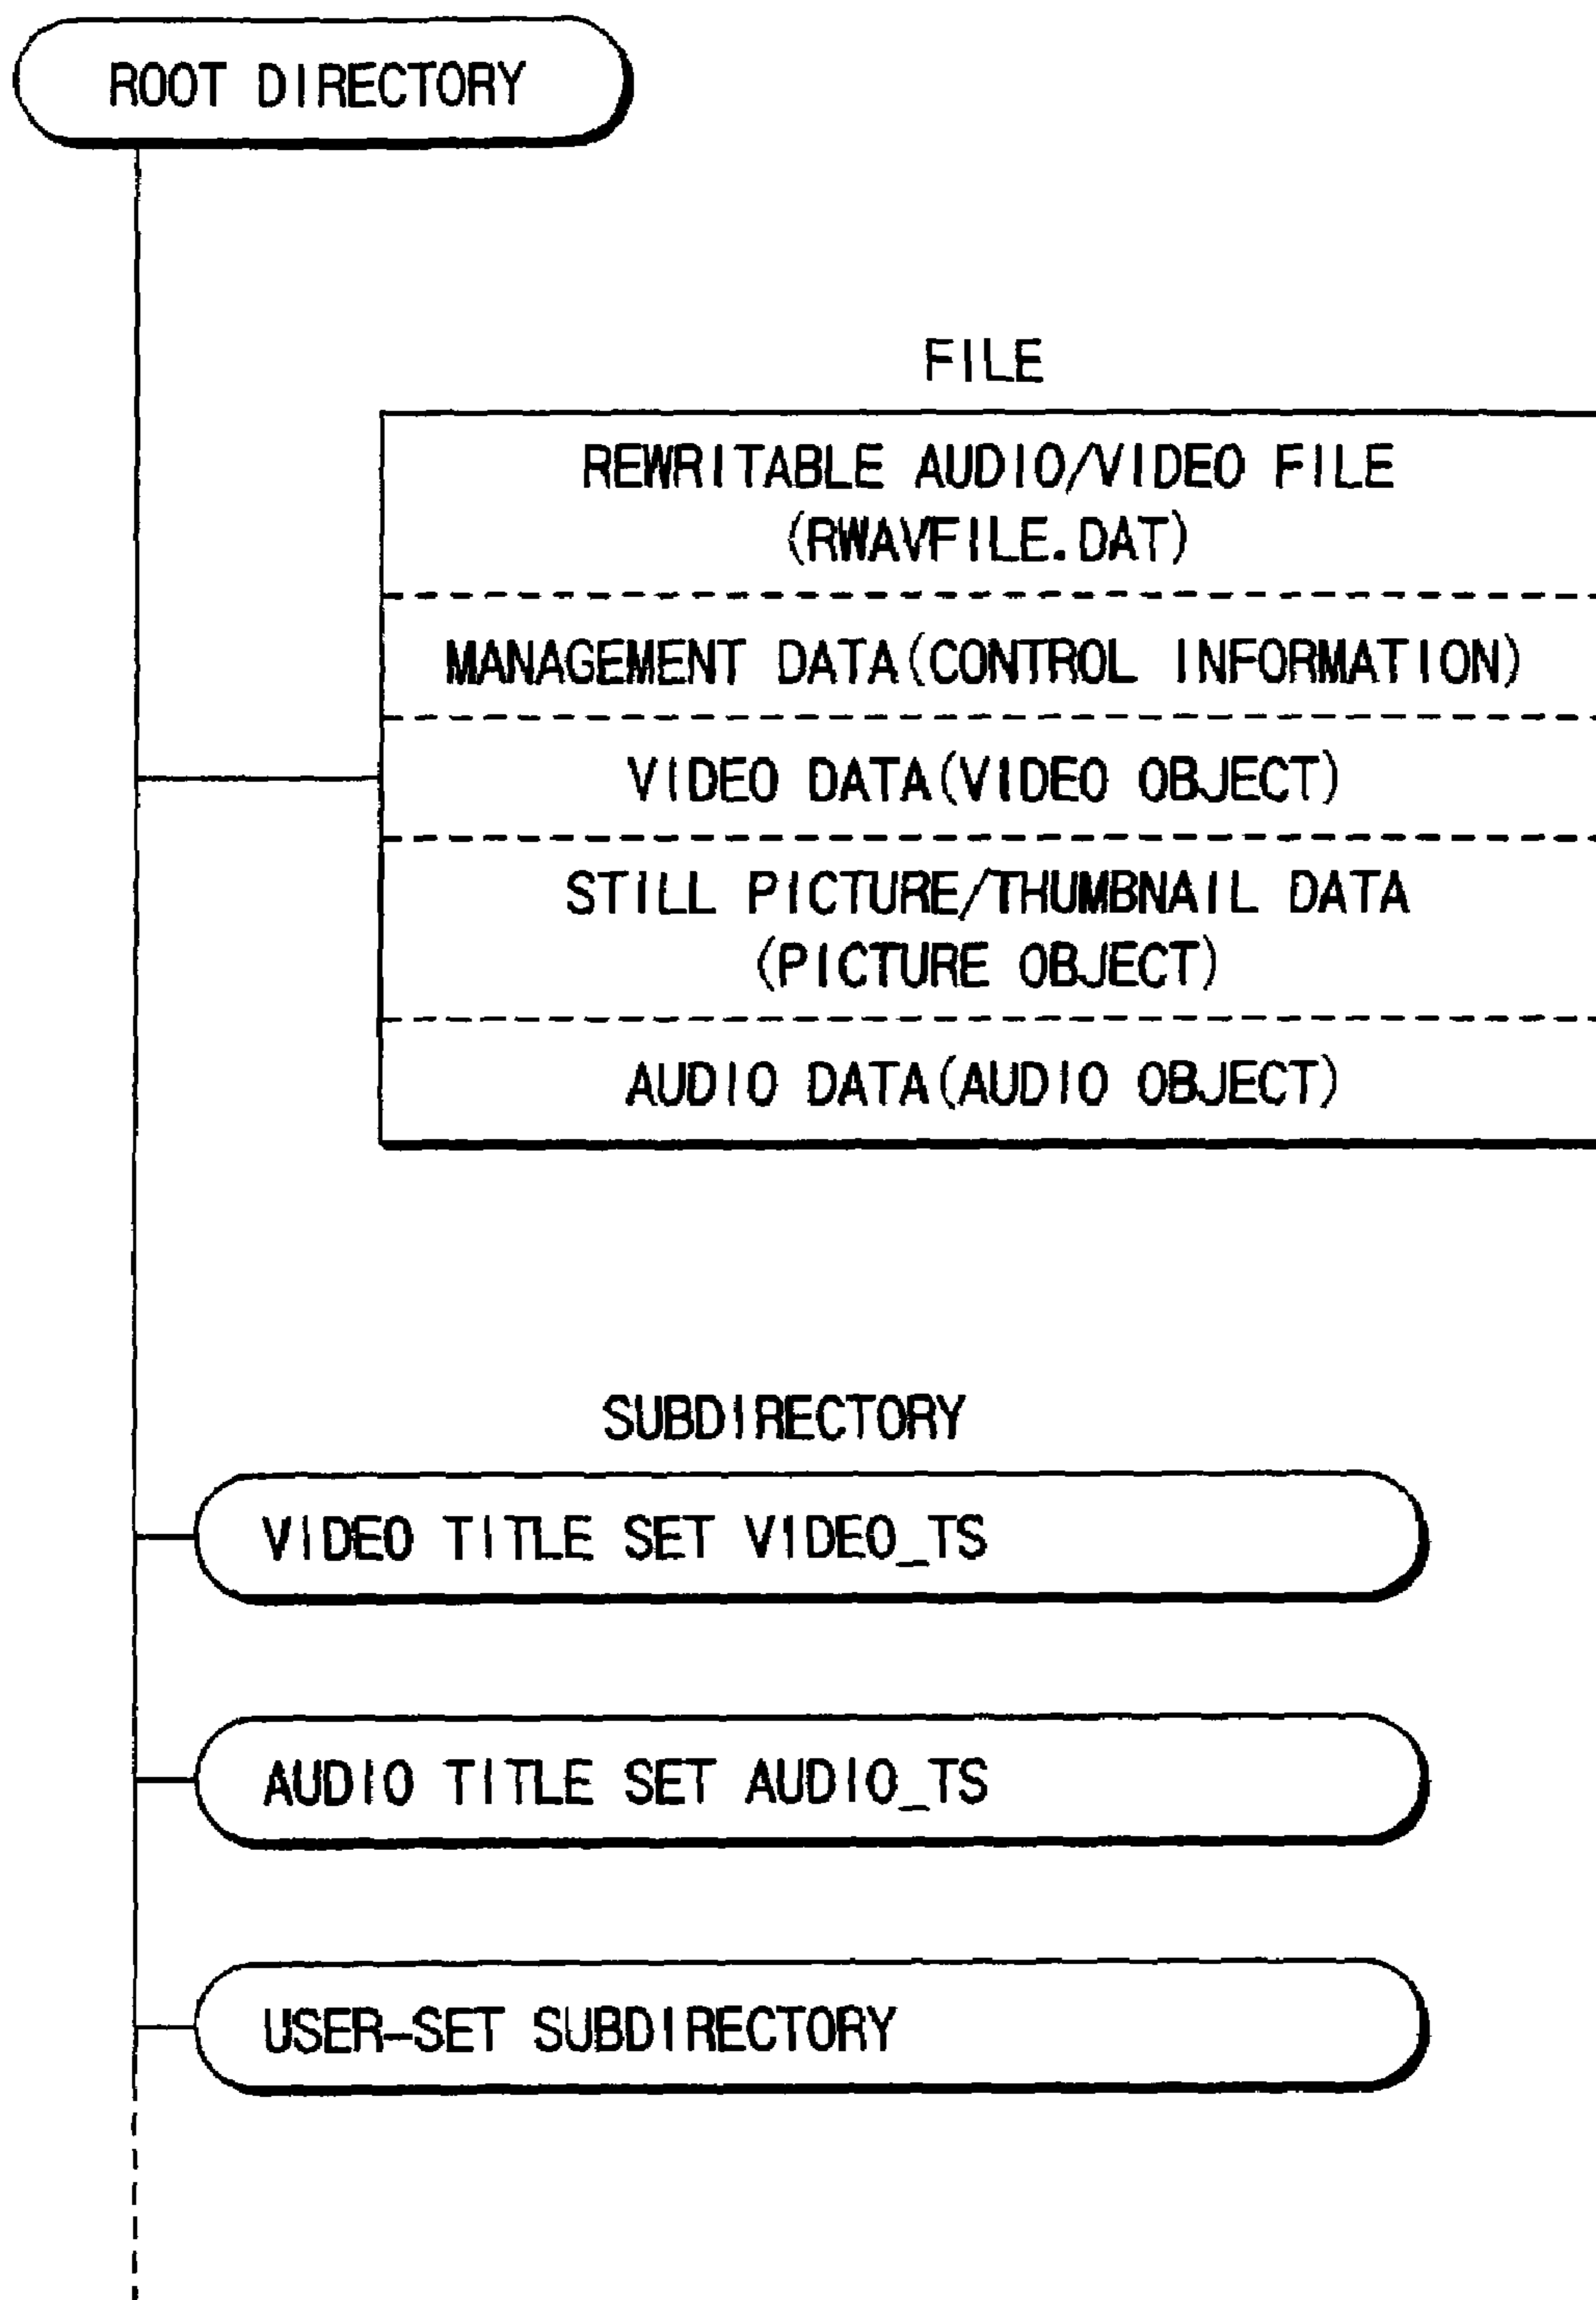 ROOT DIRECTORY
FILE
REWRITABLE AUDIO/VIDEO FILE
(RWAVFILE.DAT)
MANAGEMENT DATA(CONTROL INFORMATION)
VIDEO DATA(VIDEO OBJECT)
STILL PICTURE/THUMBNAIL DATA
(PICTURE OBJECT)
AUDIO DATA(AUDIO OBJECT)
SUBDIRECTORY
VIDEO TITLE SET VIDEO_TS
AUDIO TITLE SET AUDIO_TS
USER-SET SUBDIRECTORY